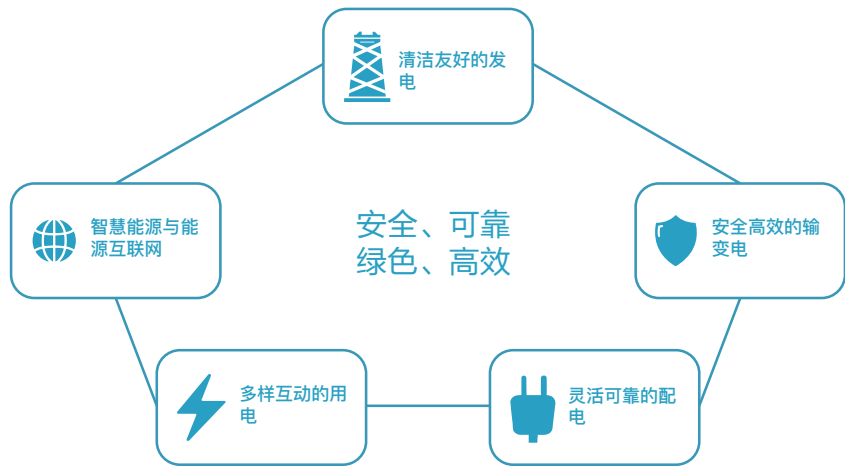 清洁友好的发
电
智慧能源与能
源互联网
安全、可靠
绿色、高效
安全高效的输
变电
多样互动的用
电
灵活可靠的配
电